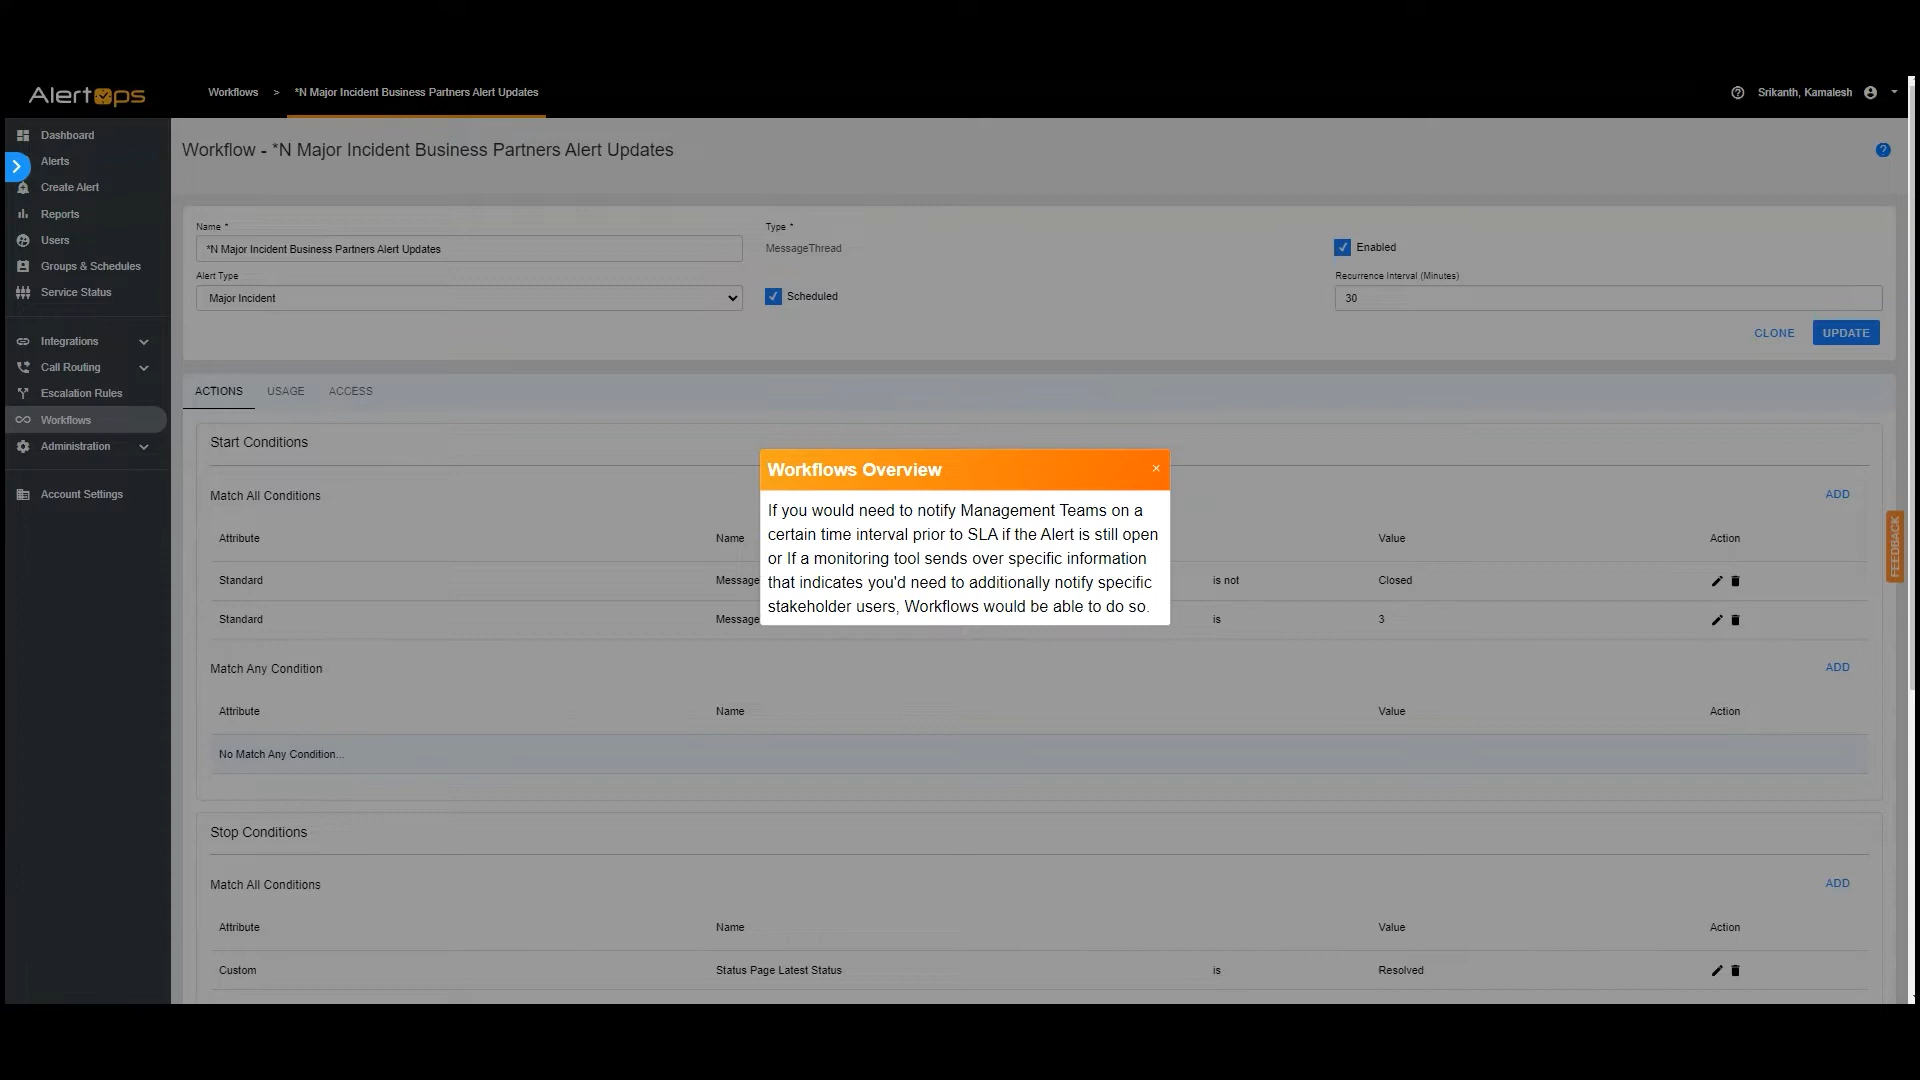 AlertOps
Workflows > *N Major Incident Business Partners Alert Updates
Srikanth, Kamalesh
Dashboard
Alerts
Create Alert
Reports
Users
Groups & Schedules
Service Status
Integrations
Call Routing
Escalation Rules
Workflows
Administration
Account Settings
Workflow - *N Major Incident Business Partners Alert Updates
Name *
*N Major Incident Business Partners Alert Updates
Type *
MessageThread
Enabled
Alert Type
Major Incident
Scheduled
Recurrence Interval (Minutes)
30
CLONE UPDATE
ACTIONS USAGE ACCESS
Start Conditions
Match All Conditions ADD
Attribute Name Value Action
Standard Message is not Closed
Standard Message is 3
Match Any Condition ADD
Attribute Name Value Action
No Match Any Condition...
Stop Conditions
Match All Conditions ADD
Attribute Name Value Action
Custom Status Page Latest Status is Resolved
Workflows Overview ×
If you would need to notify Management Teams on a
certain time interval prior to SLA if the Alert is still open
or If a monitoring tool sends over specific information
that indicates you'd need to additionally notify specific
stakeholder users, Workflows would be able to do so.
FEEDBACK